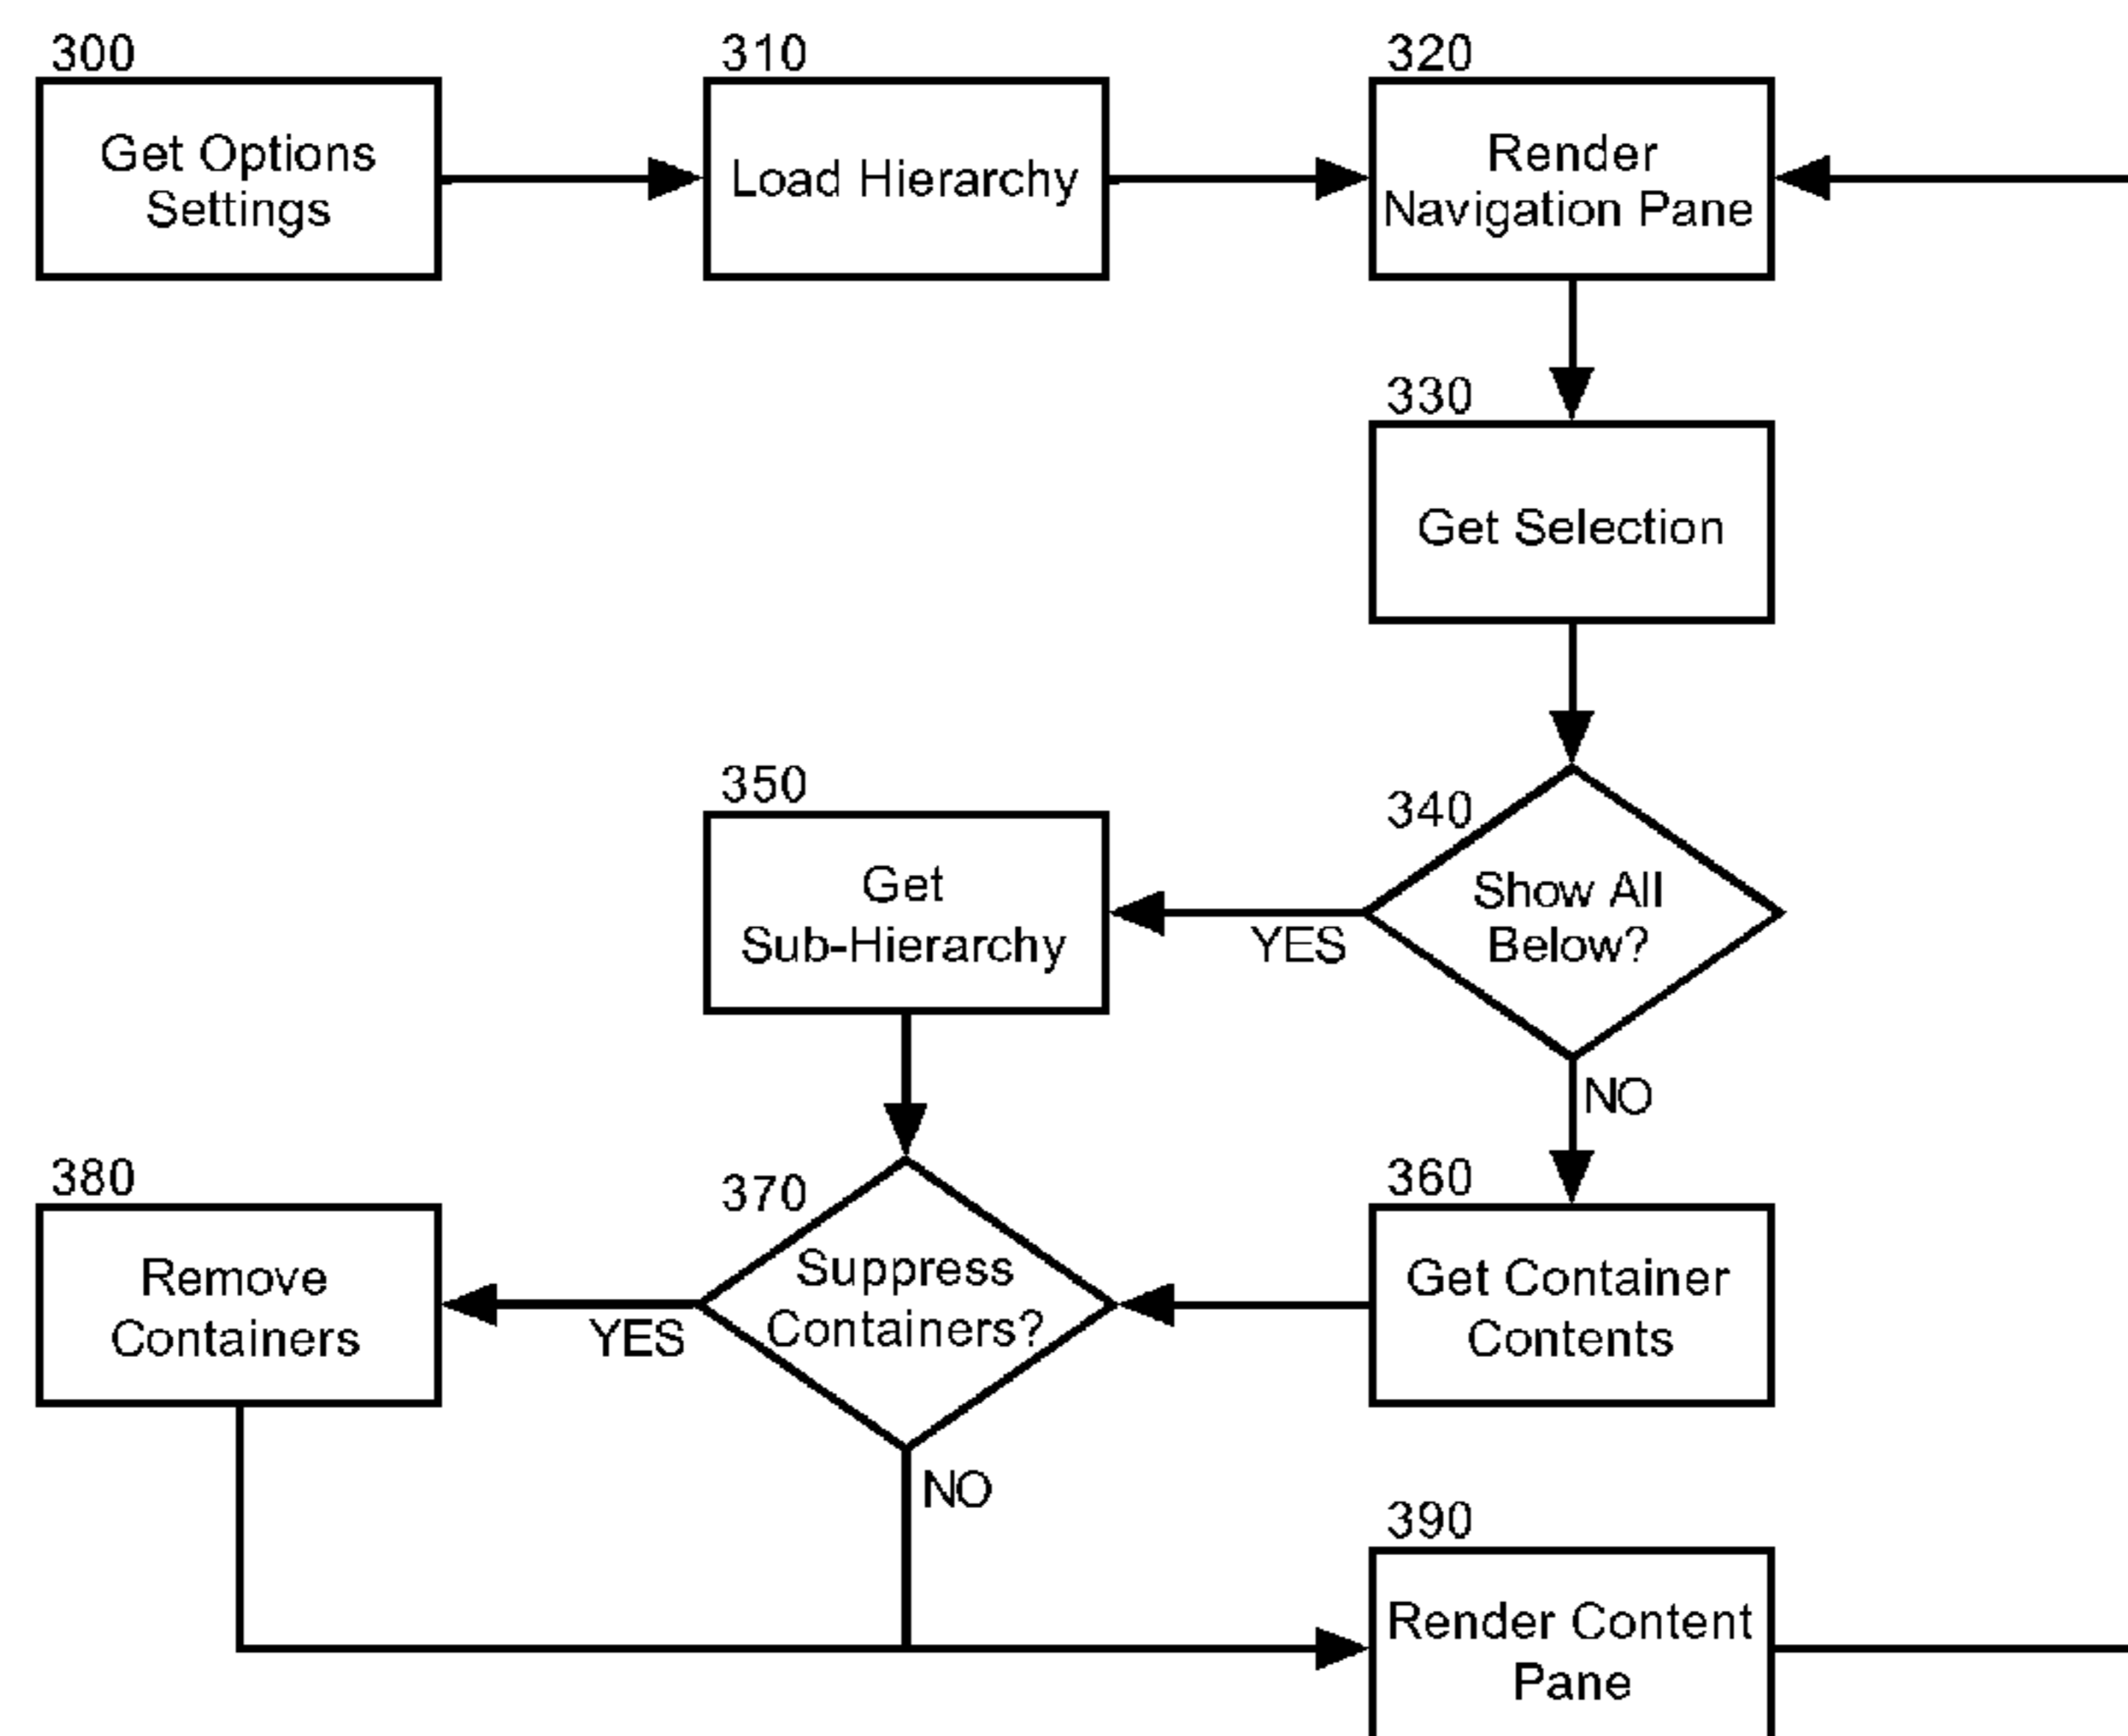 300
Get Options
Settings
310
Load Hierarchy
320
Render
Navigation Pane
330
Get Selection
340
Show All
Below?
YES
NO
350
Get
Sub-Hierarchy
360
Get Container
Contents
370
Suppress
Containers?
YES
NO
380
Remove
Containers
390
Render Content
Pane